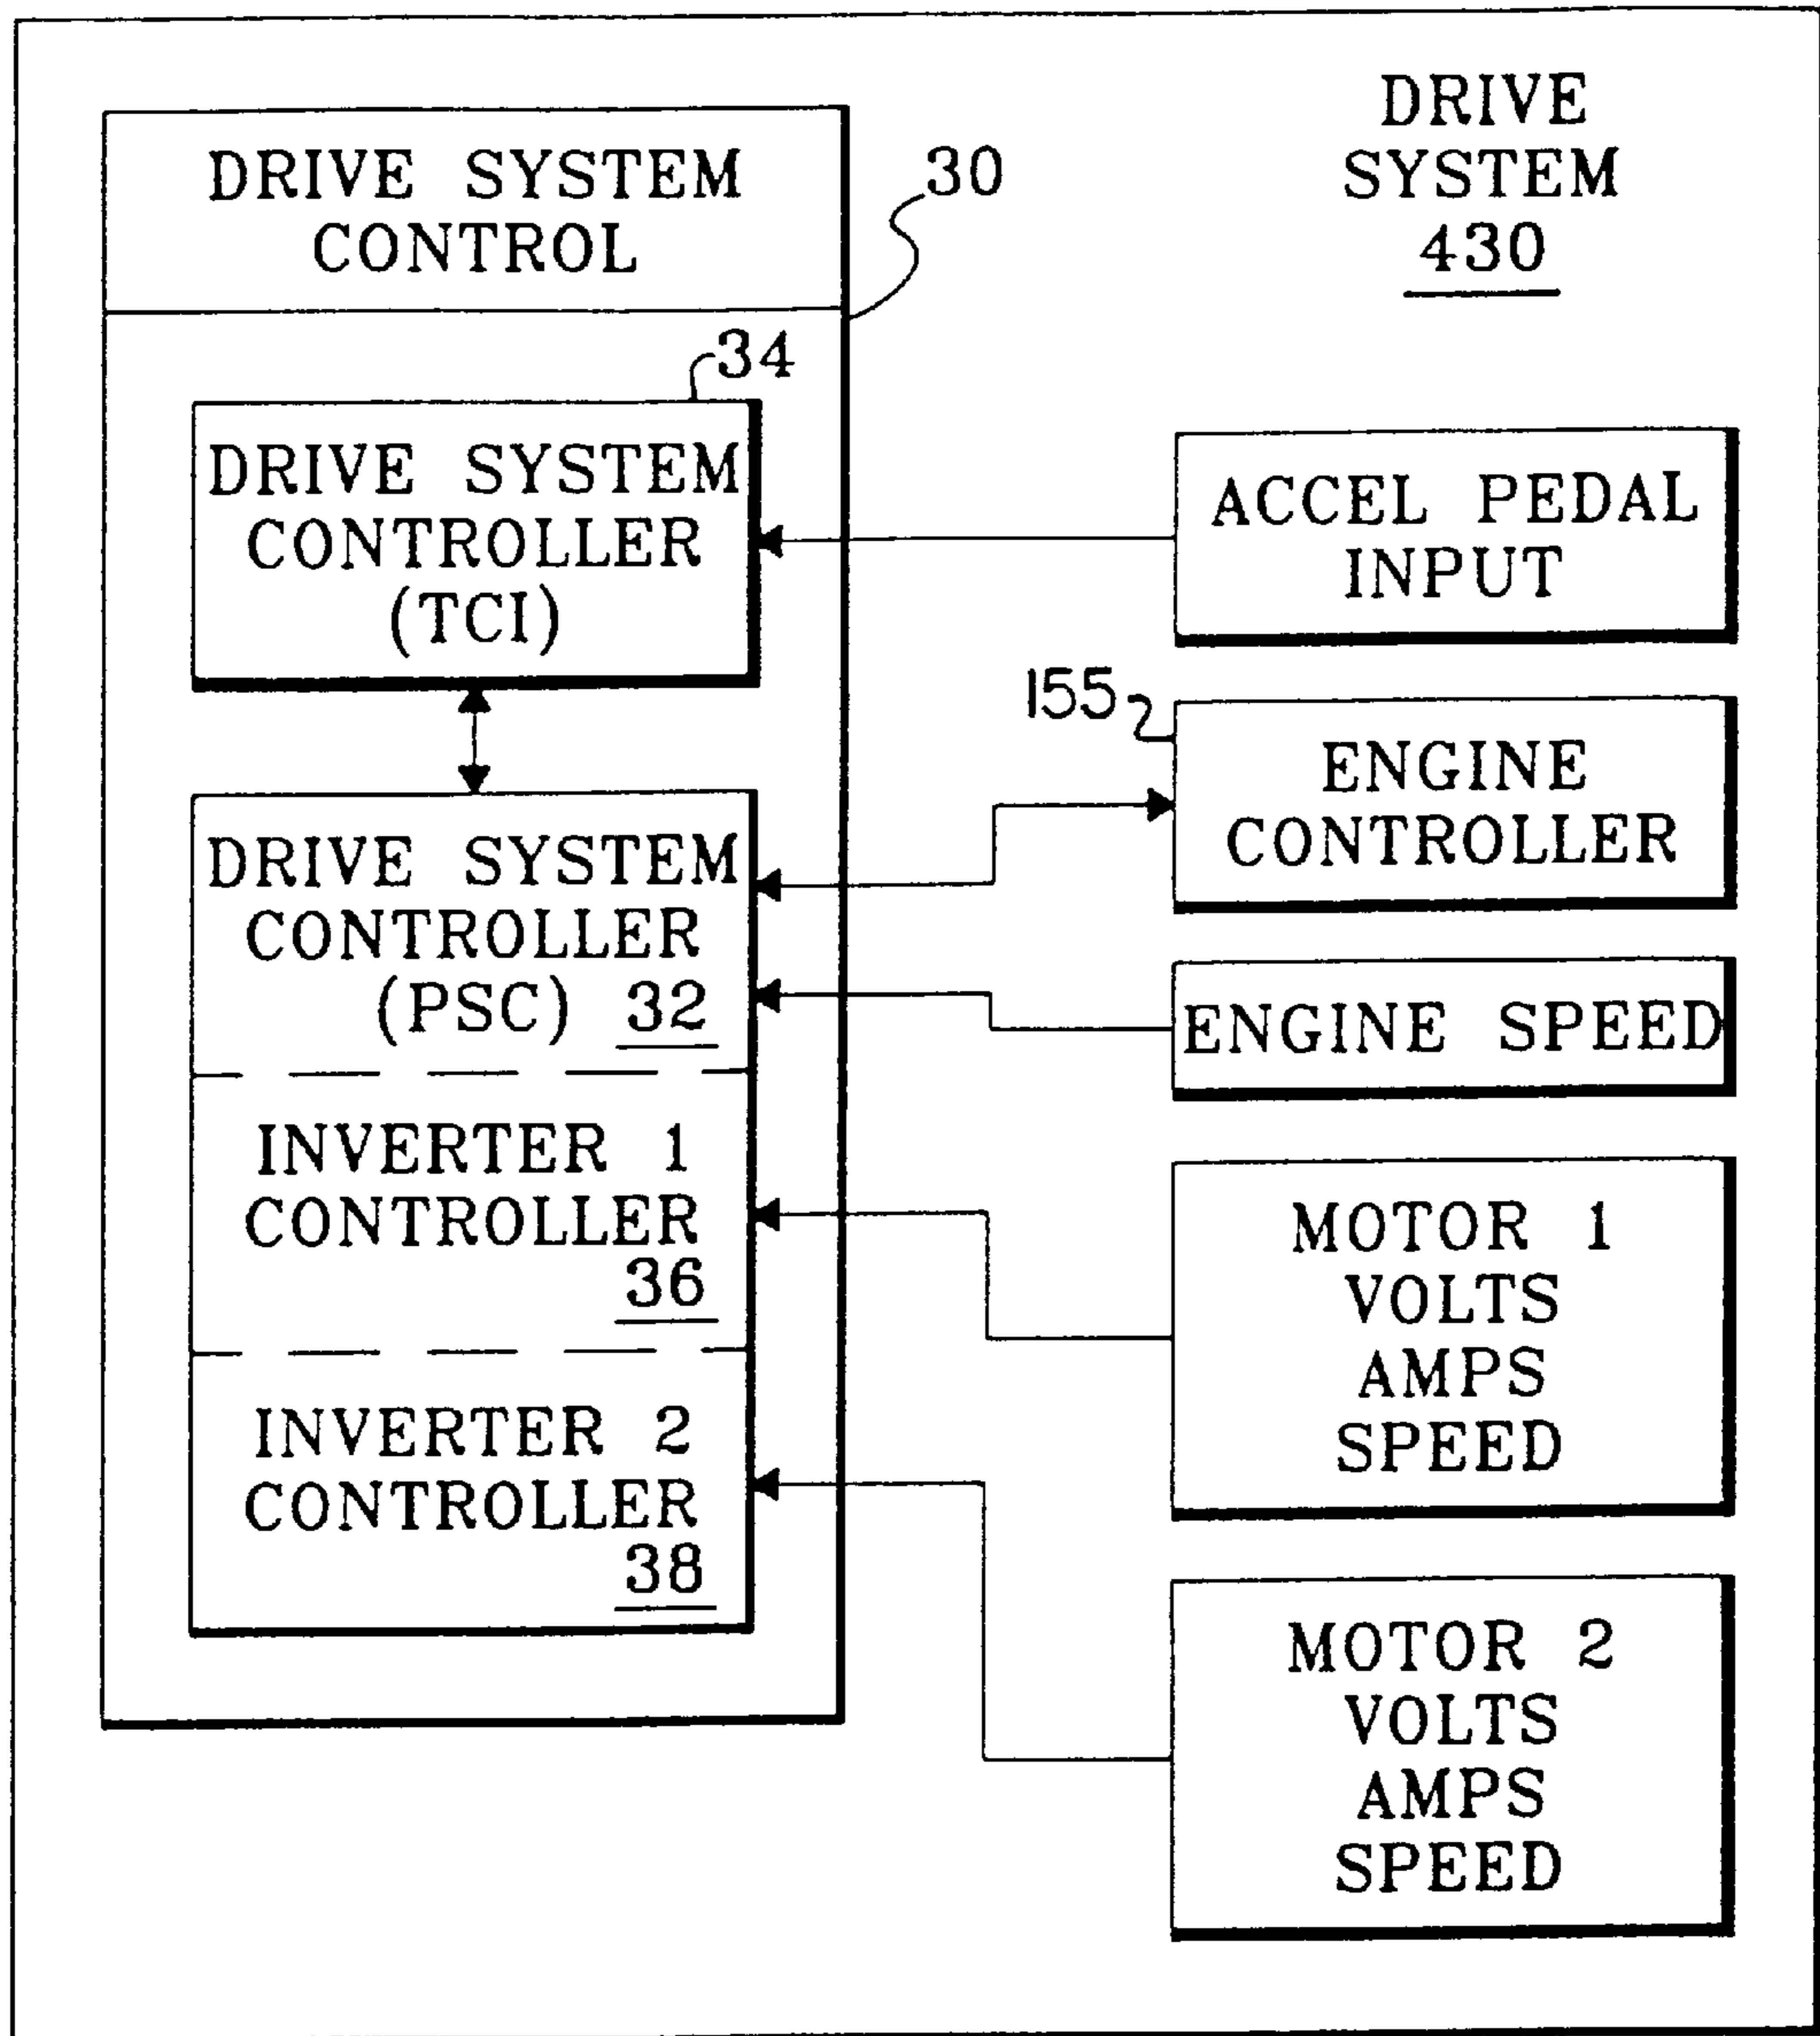 DRIVE SYSTEM
CONTROL
30
DRIVE
SYSTEM
430
34
DRIVE SYSTEM
CONTROLLER
(TCI)
ACCEL PEDAL
INPUT
155
ENGINE
CONTROLLER
DRIVE SYSTEM
CONTROLLER
(PSC) 32
ENGINE SPEED
INVERTER 1
CONTROLLER
36
MOTOR 1
VOLTS
AMPS
SPEED
INVERTER 2
CONTROLLER
38
MOTOR 2
VOLTS
AMPS
SPEED